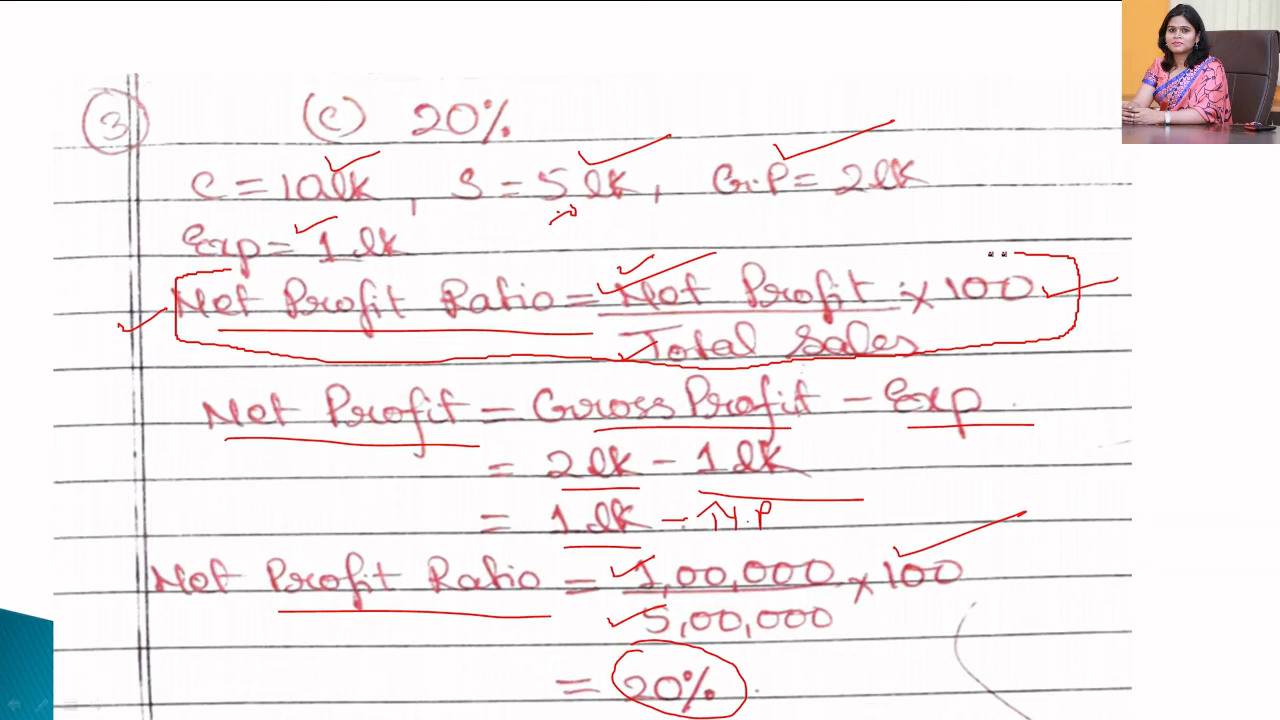 3 (c) 20%
C = 10 lk, S = 5 lk, G.P = 2 lk
Exp = 1 lk
Net Profit Ratio = Net Profit × 100
Total Sales
Net Profit = Gross Profit - Exp
= 2 lk - 1 lk
= 1 lk - N.P
Net Profit Ratio = 1,00,000 × 100
5,00,000
= 20%